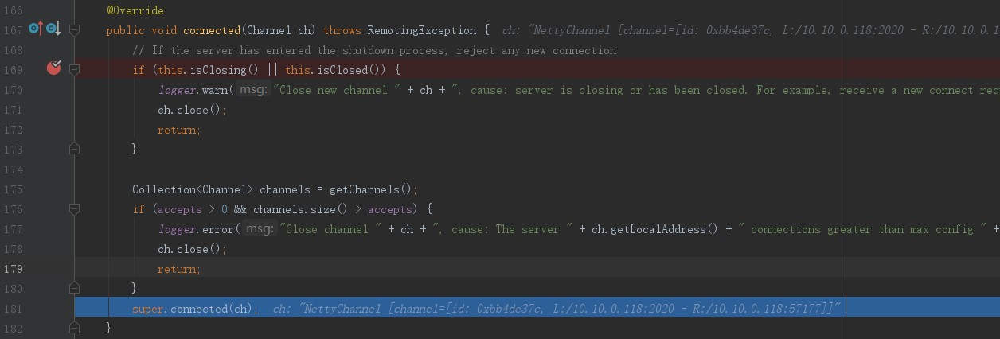 166 @Override
167 public void connected(Channel ch) throws RemotingException { ch: "NettyChannel [channel=[id: 0xbb4de37c, L:/10.10.0.118:2020 - R:/10.10.0.1
168 // If the server has entered the shutdown process, reject any new connection
169 if (this.isClosing() || this.isClosed()) {
170 logger.warn( msg: "Close new channel " + ch + ", cause: server is closing or has been closed. For example, receive a new connect req
171 ch.close();
172 return;
173 }
174
175 Collection<Channel> channels = getChannels();
176 if (accepts > 0 && channels.size() > accepts) {
177 logger.error( msg: "Close channel " + ch + ", cause: The server " + ch.getLocalAddress() + " connections greater than max config " +
178 ch.close();
179 return;
180 }
181 super.connected(ch); ch: "NettyChannel [channel=[id: 0xbb4de37c, L:/10.10.0.118:2020 - R:/10.10.0.118:57177]]"
182 }